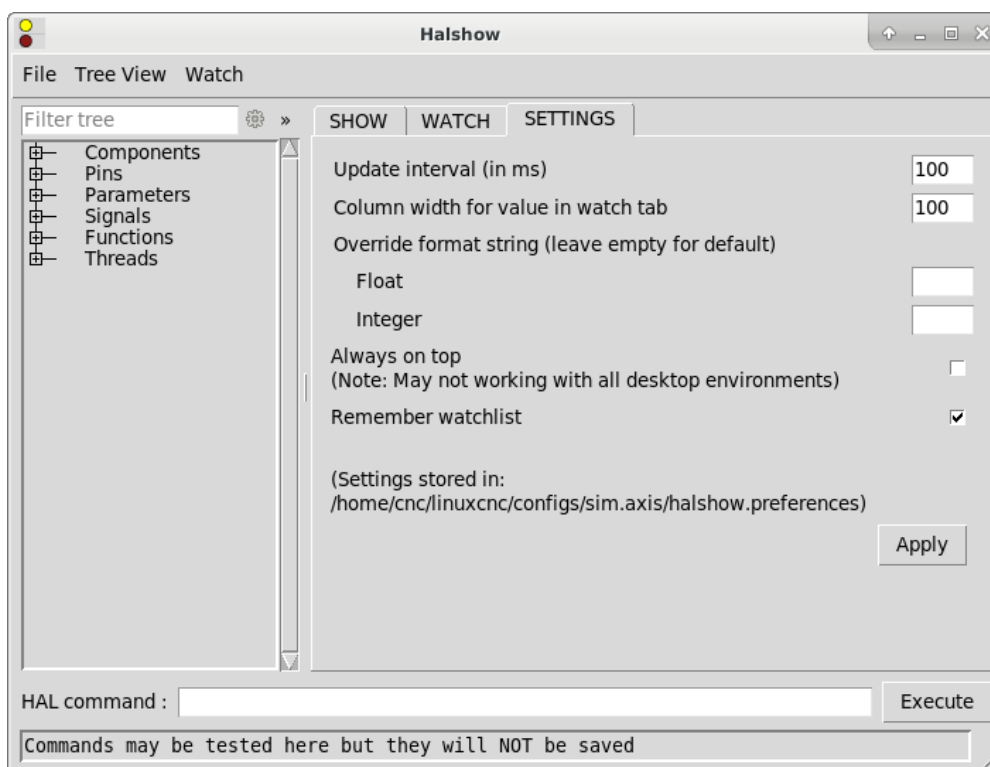 Halshow
File Tree View Watch
Filter tree »
SHOW WATCH SETTINGS
Components
Pins
Parameters
Signals
Functions
Threads
Update interval (in ms) 100
Column width for value in watch tab 100
Override format string (leave empty for default)
Float
Integer
Always on top
(Note: May not working with all desktop environments)
Remember watchlist
(Settings stored in:
/home/cnc/linuxcnc/configs/sim.axis/halshow.preferences)
Apply
HAL command : Execute
Commands may be tested here but they will NOT be saved